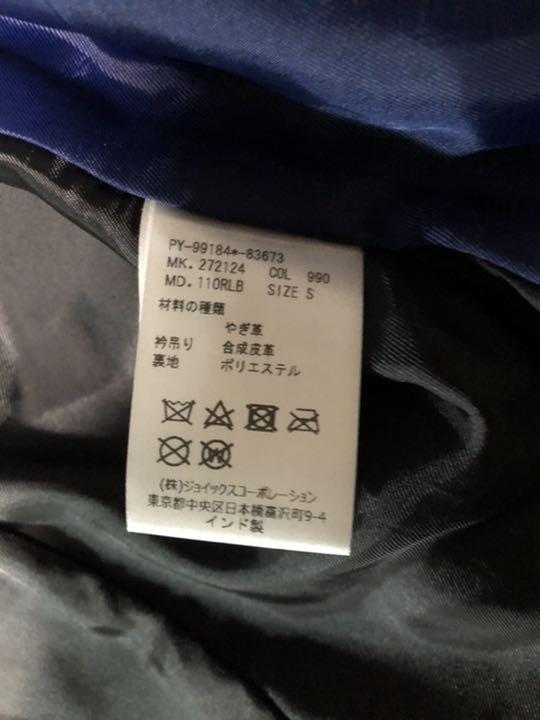 PY-99184*-83673
MK. 272124 COL 990
MD. 110RLB SIZE S
材料の種類
やぎ革
衿吊り 合成皮革
裏地 ポリエステル
W
(株)ジョイックスコーポレーション
東京都中央区日本橋富沢町9-4
インド製